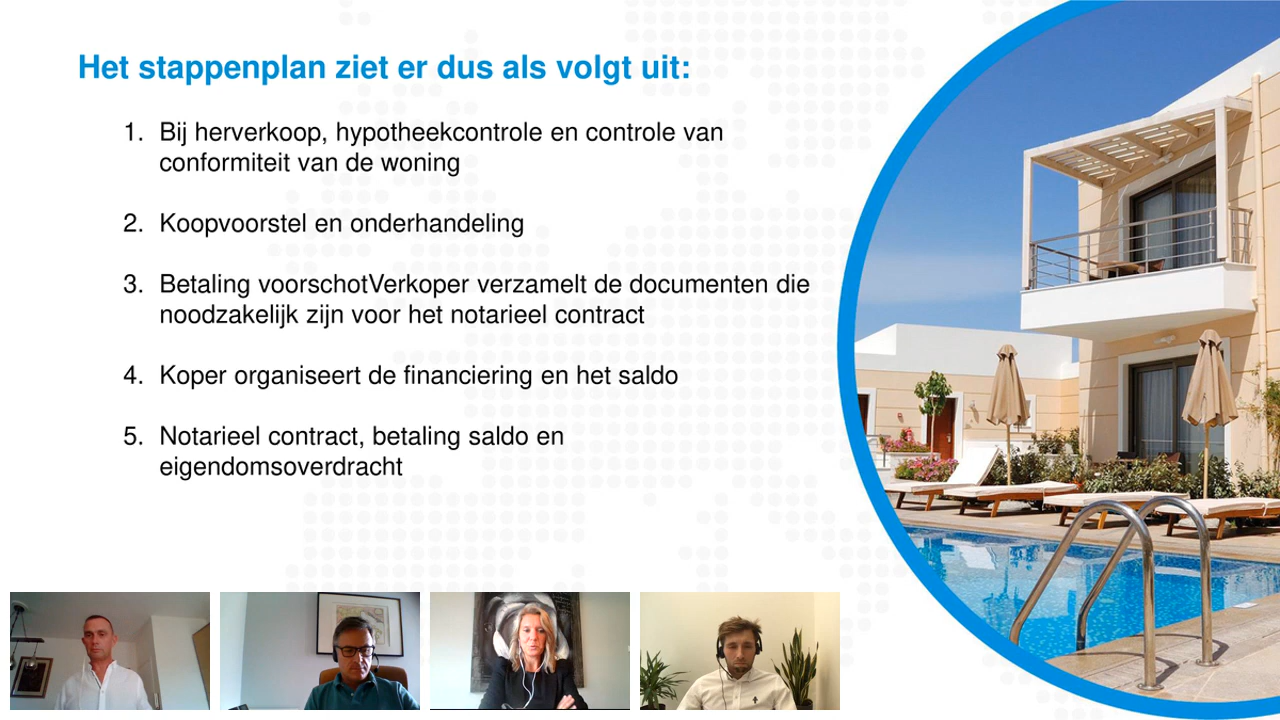 Het stappenplan ziet er dus als volgt uit:
1. Bij herverkoop, hypotheekcontrole en controle van
conformiteit van de woning
2. Koopvoorstel en onderhandeling
3. Betaling voorschotVerkoper verzamelt de documenten die
noodzakelijk zijn voor het notarieel contract
4. Koper organiseert de financiering en het saldo
5. Notarieel contract, betaling saldo en
eigendomsoverdracht